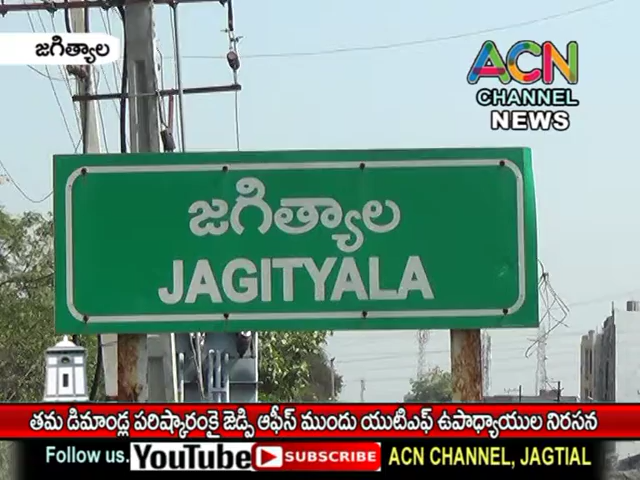 జగిత్యాల
ACN
CHANNEL
NEWS
జగిత్యాల
JAGITYALA
తమ డిమాండ్ల పరిష్కారంకై జెడ్పి ఆఫీస్ ముందు యుటిఎఫ్ ఉపాధ్యాయుల నిరసన
Follow us. YouTube SUBSCRIBE ACN CHANNEL, JAGTIAL